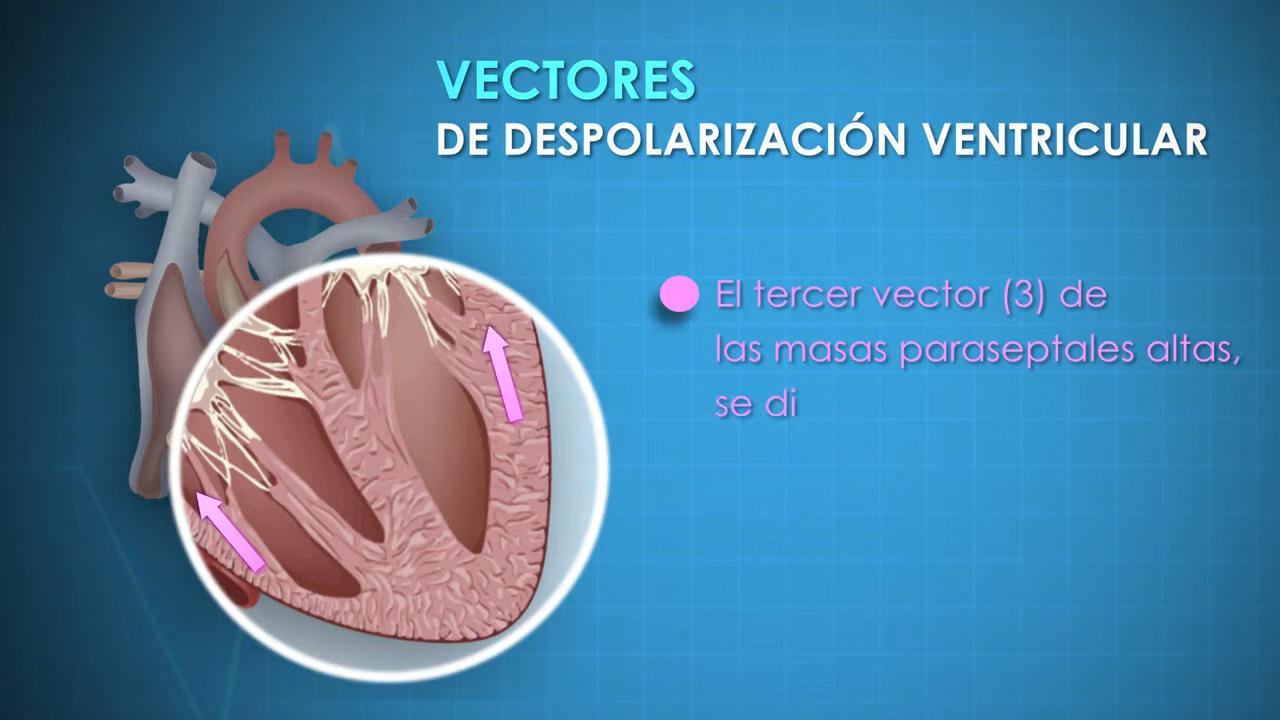 VECTORES
DE DESPOLARIZACIÓN VENTRICULAR
El tercer vector (3) de
las masas paraseptales altas,
se di